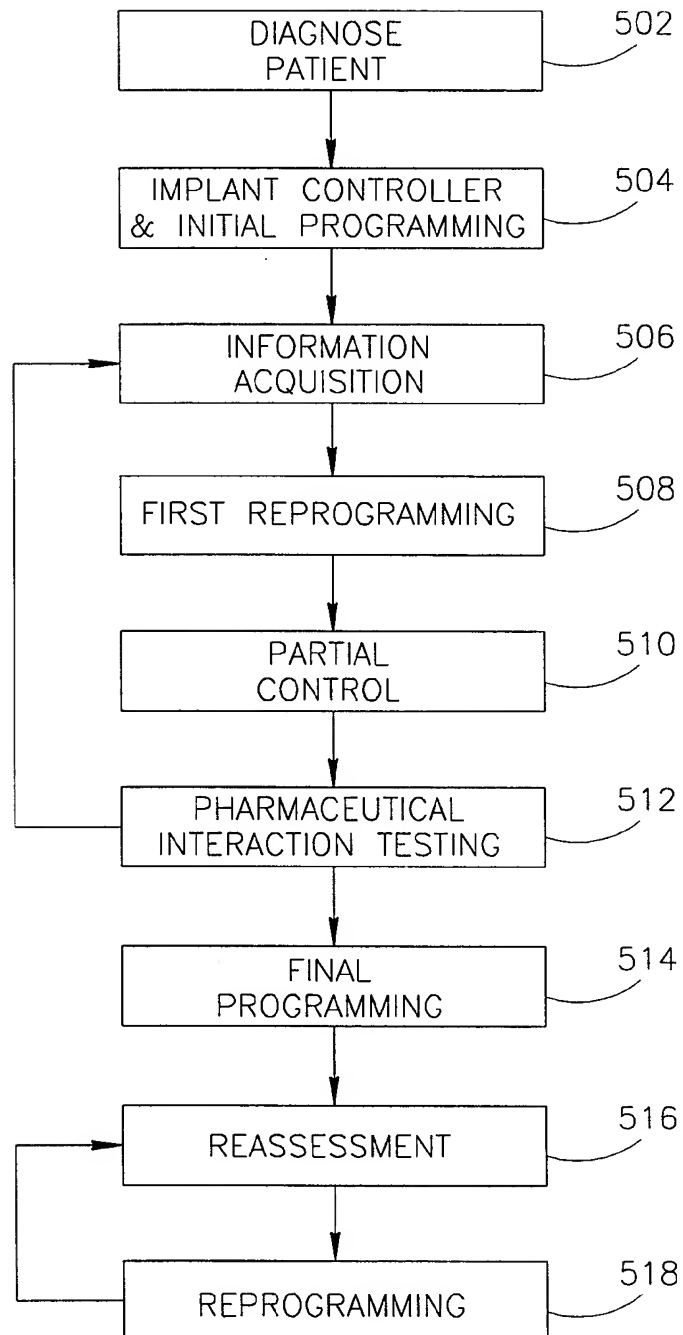 DIAGNOSE
PATIENT
502
IMPLANT CONTROLLER
& INITIAL PROGRAMMING
504
INFORMATION
ACQUISITION
506
FIRST REPROGRAMMING
508
PARTIAL
CONTROL
510
PHARMACEUTICAL
INTERACTION TESTING
512
FINAL
PROGRAMMING
514
REASSESSMENT
516
REPROGRAMMING
518